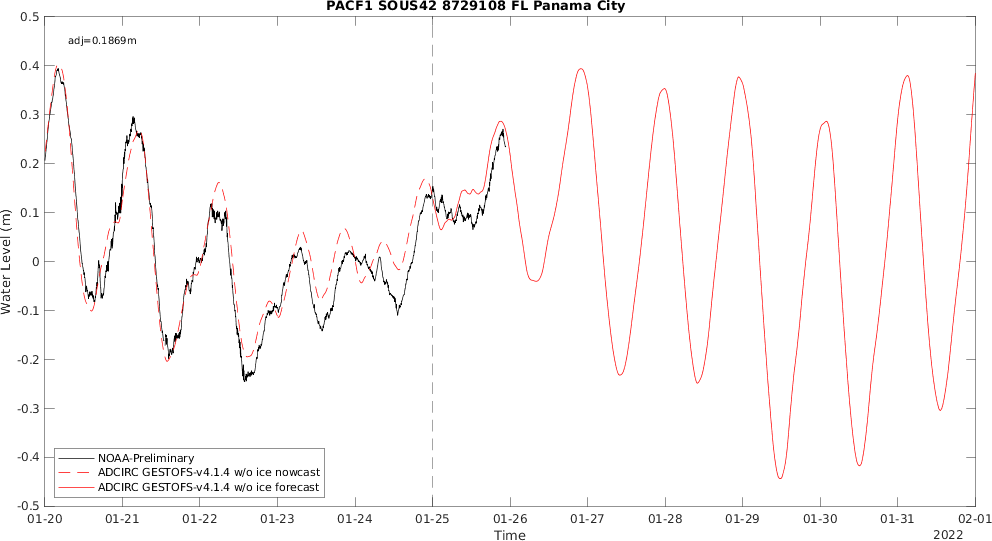 PACF1 SOUS42 8729108 FL Panama City
adj=0.1869m
0.5
0.4
0.3
0.2
0.1
0
-0.1
-0.2
-0.3
-0.4
-0.5
Water Level (m)
NOAA-Preliminary
ADCIRC GESTOFS-v4.1.4 w/o ice nowcast
ADCIRC GESTOFS-v4.1.4 w/o ice forecast
01-20 01-21 01-22 01-23 01-24 01-25 01-26 01-27 01-28 01-29 01-30 01-31 02-01
Time
2022